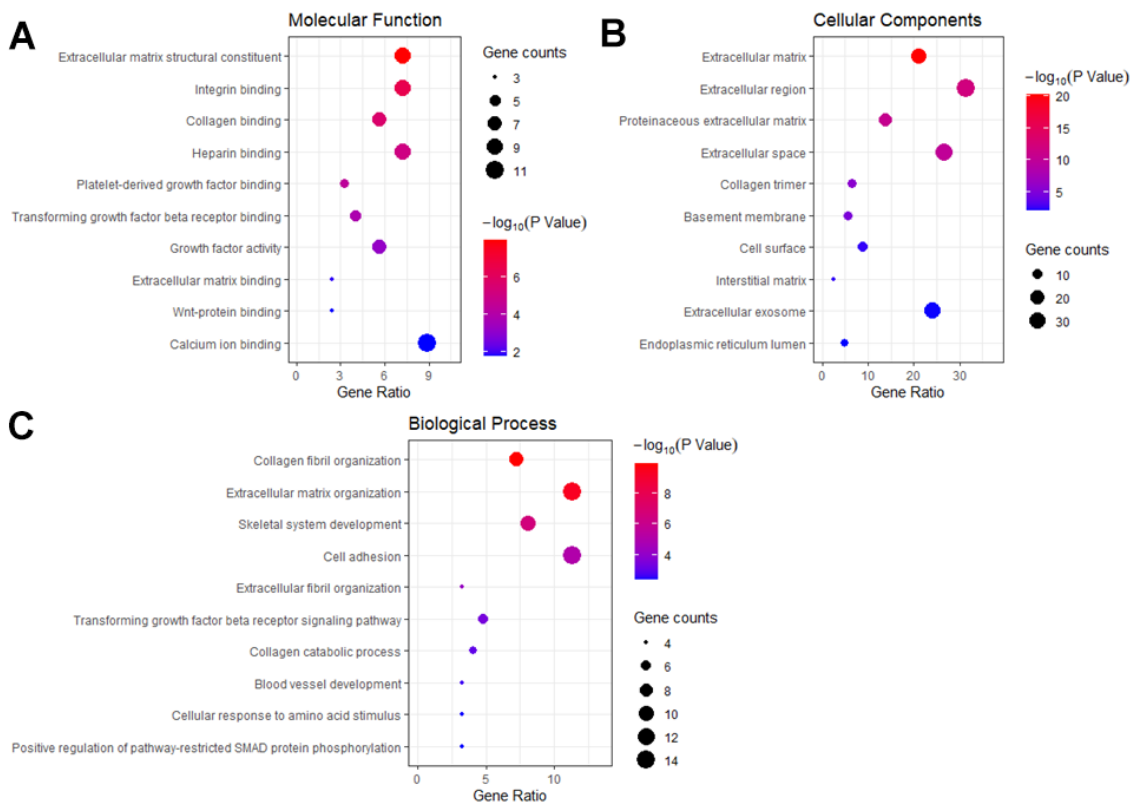 A
Molecular Function
Extracellular matrix structural constituent
Integrin binding
Collagen binding
Heparin binding
Platelet-derived growth factor binding
Transforming growth factor beta receptor binding
Growth factor activity
Extracellular matrix binding
Wnt-protein binding
Calcium ion binding
0 3 6 9
Gene Ratio
Gene counts
3
5
7
9
11
−log10(P Value)
6
4
2
B
Cellular Components
Extracellular matrix
Extracellular region
Proteinaceous extracellular matrix
Extracellular space
Collagen trimer
Basement membrane
Cell surface
Interstitial matrix
Extracellular exosome
Endoplasmic reticulum lumen
0 10 20 30
Gene Ratio
−log10(P Value)
20
15
10
5
Gene counts
10
20
30
C
Biological Process
Collagen fibril organization
Extracellular matrix organization
Skeletal system development
Cell adhesion
Extracellular fibril organization
Transforming growth factor beta receptor signaling pathway
Collagen catabolic process
Blood vessel development
Cellular response to amino acid stimulus
Positive regulation of pathway-restricted SMAD protein phosphorylation
0 5 10
Gene Ratio
−log10(P Value)
8
6
4
Gene counts
4
6
8
10
12
14